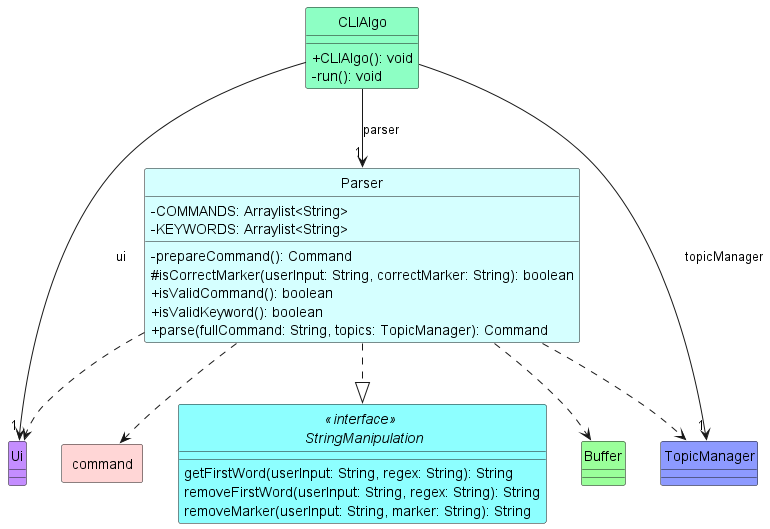 CLIAlgo
+CLIAlgo(): void
-run(): void
parser
1
Parser
-COMMANDS: Arraylist<String>
-KEYWORDS: Arraylist<String>
-prepareCommand(): Command
#isCorrectMarker(userInput: String, correctMarker: String): boolean
+isValidCommand(): boolean
+isValidKeyword(): boolean
+parse(fullCommand: String, topics: TopicManager): Command
ui
topicManager
1
1
Ui
command
«interface»
StringManipulation
getFirstWord(userInput: String, regex: String): String
removeFirstWord(userInput: String, regex: String): String
removeMarker(userInput: String, marker: String): String
Buffer
TopicManager